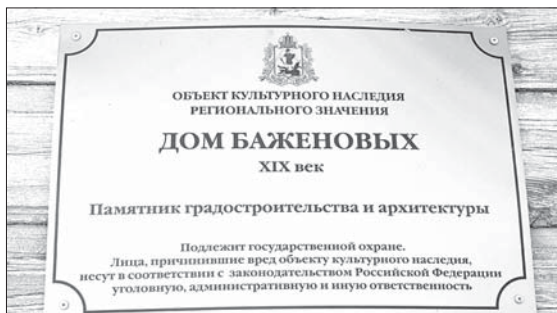 ОБЪЕКТ КУЛЬТУРНОГО НАСЛЕДИЯ
РЕГИОНАЛЬНОГО ЗНАЧЕНИЯ
ДОМ БАЖЕНОВЫХ
XIX век
Памятник градостроительства и архитектуры
Подлежит государственной охране.
Лица, причинившие вред объекту культурного наследия,
несут в соответствии с законодательством Российской Федерации
уголовную, административную и иную ответственность